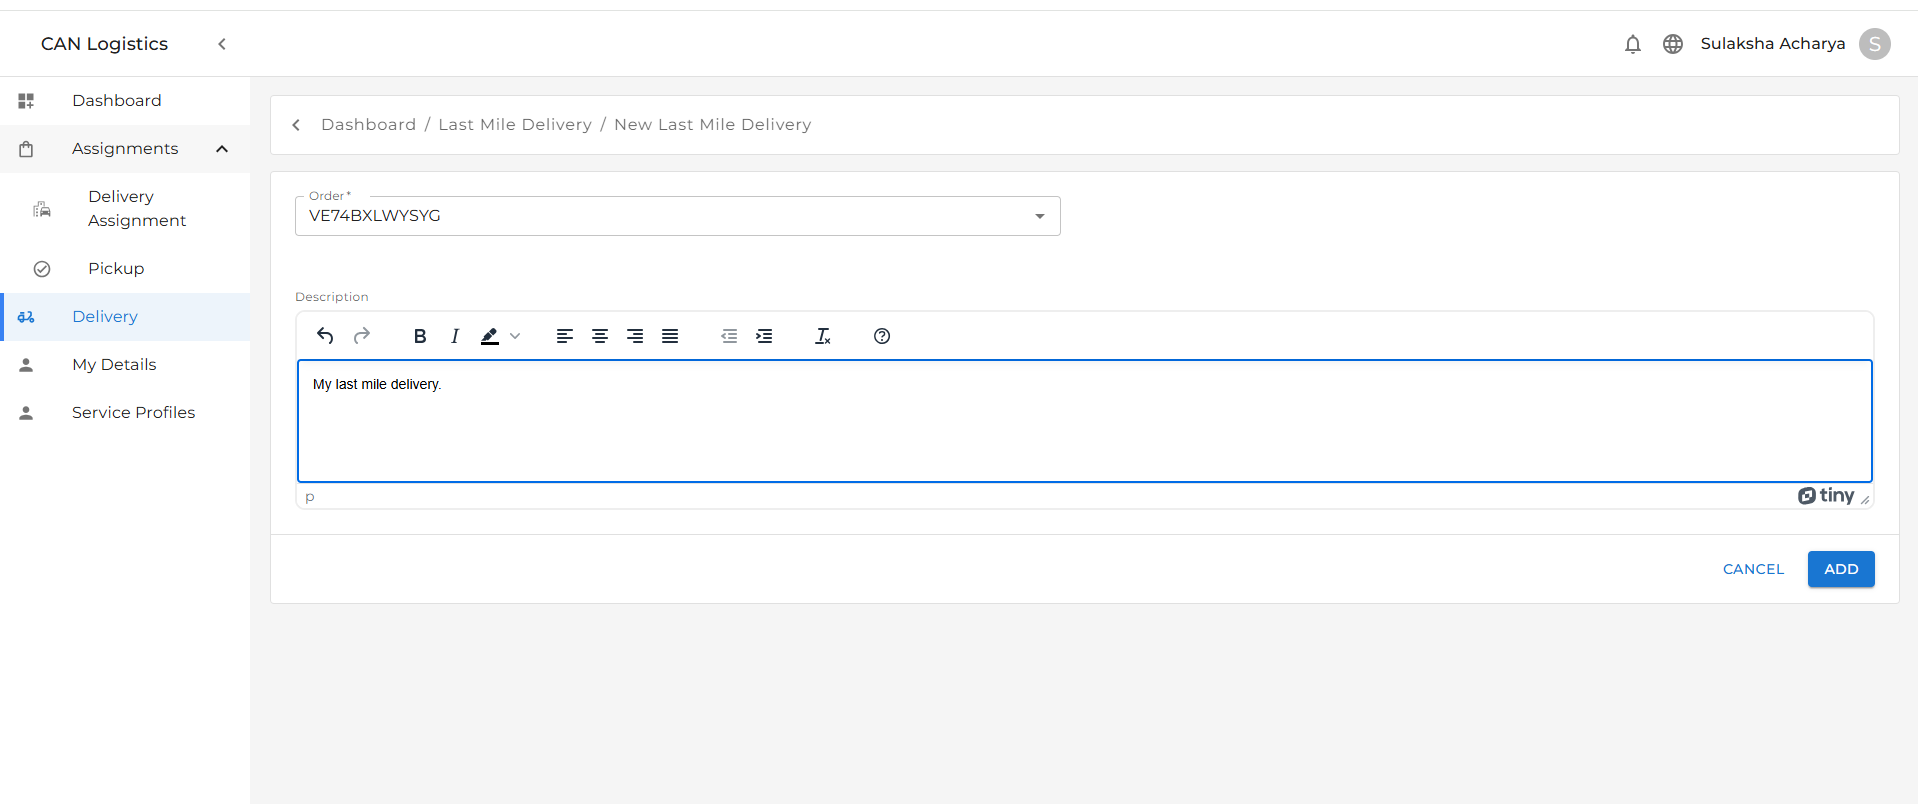 CAN Logistics
Sulaksha Acharya
S
Dashboard
Assignments
Delivery
Assignment
Pickup
Delivery
My Details
Service Profiles
Dashboard / Last Mile Delivery / New Last Mile Delivery
Order *
VE74BXLWYSYG
Description
B I
My last mile delivery.
p
tiny
CANCEL
ADD